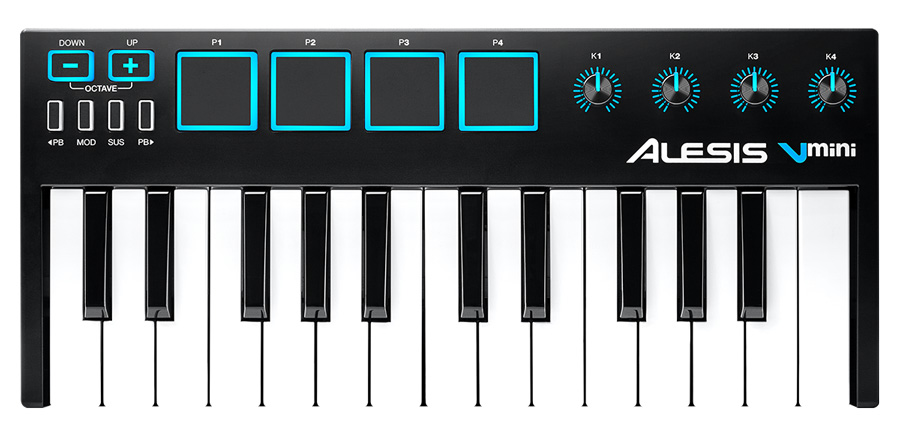 DOWN UP
P1 P2 P3 P4
K1 K2 K3 K4
− +
OCTAVE
◂PB MOD SUS PB▸
ALESIS Vmini